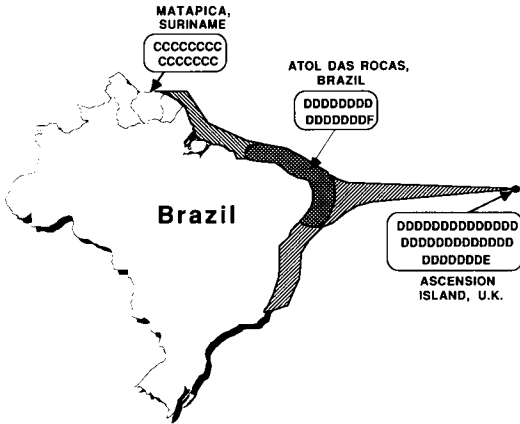 MATAPICA,
SURINAME
CCCCCCCC
CCCCCCC
ATOL DAS ROCAS,
BRAZIL
DDDDDDDD
DDDDDDDF
Brazil
DDDDDDDDDDDDDD
DDDDDDDDDDDDD
DDDDDDDE
ASCENSION
ISLAND, U.K.